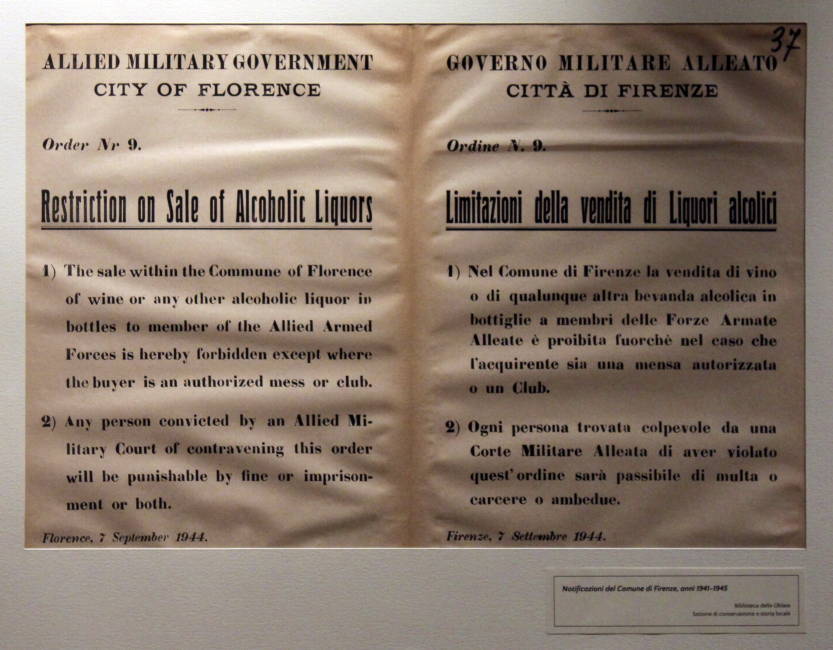 ALLIED MILITARY GOVERNMENT
CITY OF FLORENCE
Order Nr 9.
Restriction on Sale of Alcoholic Liquors
1) The sale within the Commune of Florence
of wine or any other alcoholic liquor in
bottles to member of the Allied Armed
Forces is hereby forbidden except where
the buyer is an authorized mess or club.
2) Any person convicted by an Allied Mi-
litary Court of contravening this order
will be punishable by fine or imprison-
ment or both.
Florence, 7 September 1944.
37
GOVERNO MILITARE ALLEATO
CITTÀ DI FIRENZE
Ordine N. 9.
Limitazioni della vendita di Liquori alcolici
1) Nel Comune di Firenze la vendita di vino
o di qualunque altra bevanda alcolica in
bottiglie a membri delle Forze Armate
Alleate è proibita fuorchè nel caso che
l'acquirente sia una mensa autorizzata
o un Club.
2) Ogni persona trovata colpevole da una
Corte Militare Alleata di aver violato
quest'ordine sarà passibile di multa o
carcere o ambedue.
Firenze, 7 Settembre 1944.
Notificazioni del Comune di Firenze, anni 1941-1945
Biblioteca delle Oblate
Sezione di conservazione e storia locale